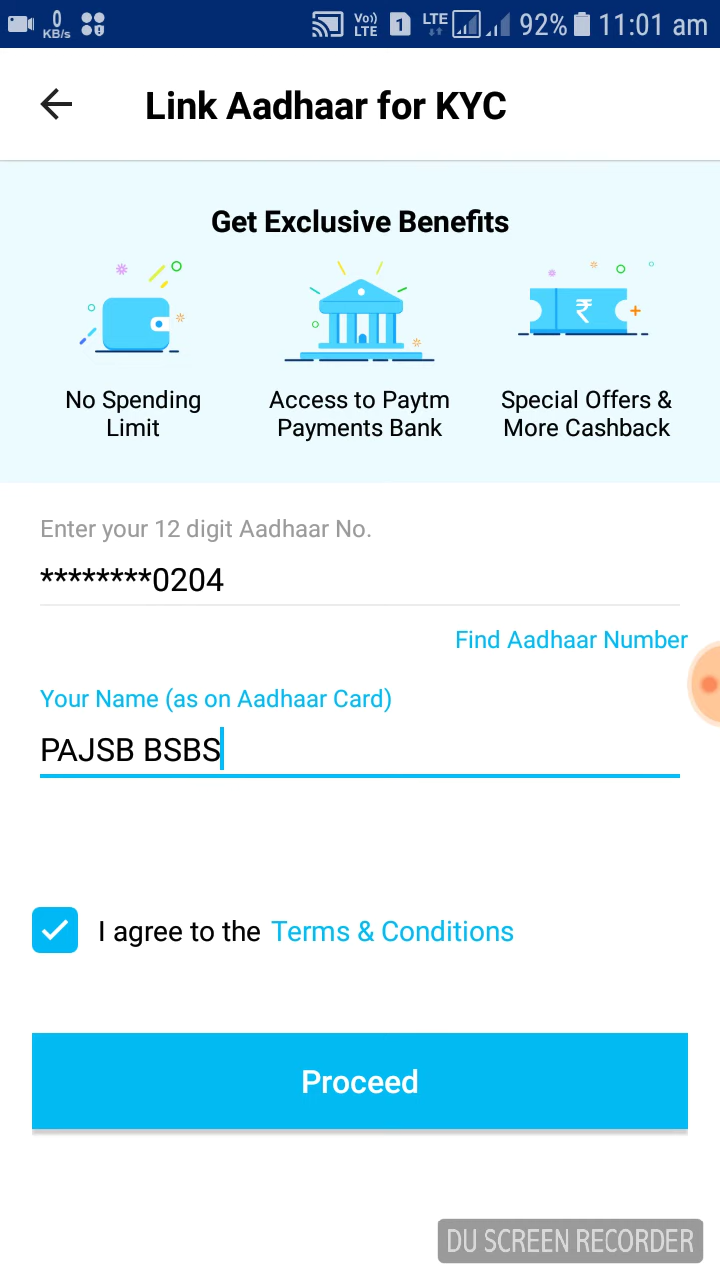 0 KB/s Vo)) LTE 1 LTE 92% 11:01 am
Link Aadhaar for KYC
Get Exclusive Benefits
₹
No Spending Limit
Access to Paytm Payments Bank
Special Offers & More Cashback
Enter your 12 digit Aadhaar No.
********0204
Find Aadhaar Number
Your Name (as on Aadhaar Card)
PAJSB BSBS
I agree to the Terms & Conditions
Proceed
DU SCREEN RECORDER